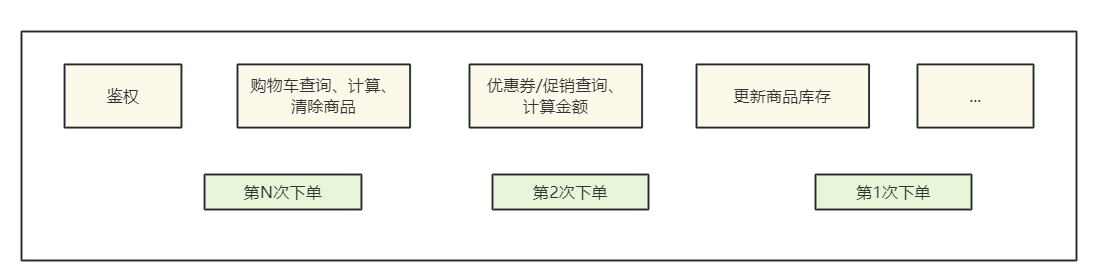 鉴权
购物车查询、计算、
清除商品
优惠券/促销查询、
计算金额
更新商品库存
...
第N次下单
第2次下单
第1次下单